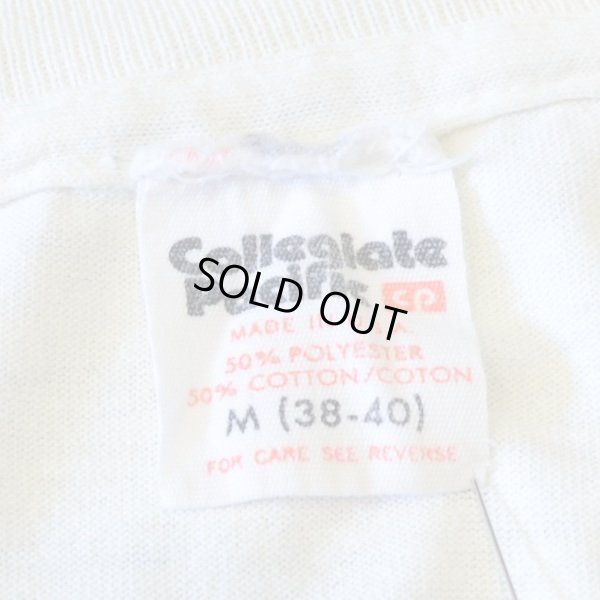 Collegiate
Pacific CP
SOLD OUT
MADE IN U.S.A.
50% POLYESTER
50% COTTON/COTON
M (38-40)
FOR CARE SEE REVERSE